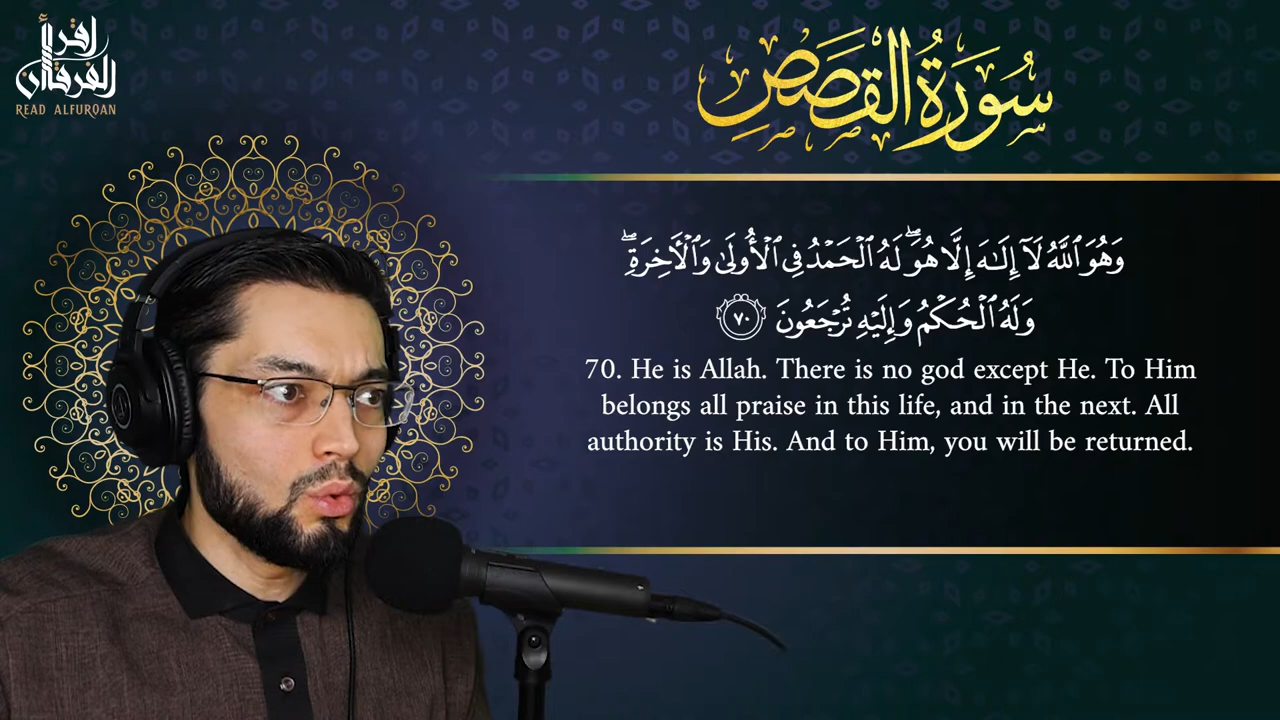 اقرأ
الفرقان
READ ALFURQAN
سُورَةُ القَصَصِ
وَهُوَ ٱللَّهُ لَآ إِلَـٰهَ إِلَّا هُوَ ۖ لَهُ ٱلْحَمْدُ فِى ٱلْأُولَىٰ وَٱلْـَٔاخِرَةِ ۖ
وَلَهُ ٱلْحُكْمُ وَإِلَيْهِ تُرْجَعُونَ ٧٠
70. He is Allah. There is no god except He. To Him
belongs all praise in this life, and in the next. All
authority is His. And to Him, you will be returned.